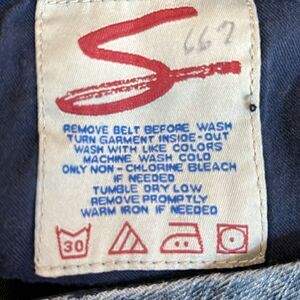 667
REMOVE BELT BEFORE WASH
TURN GARMENT INSIDE-OUT
WASH WITH LIKE COLORS
MACHINE WASH COLD
ONLY NON-CHLORINE BLEACH
IF NEEDED
TUMBLE DRY LOW
REMOVE PROMPTLY
WARM IRON IF NEEDED
30